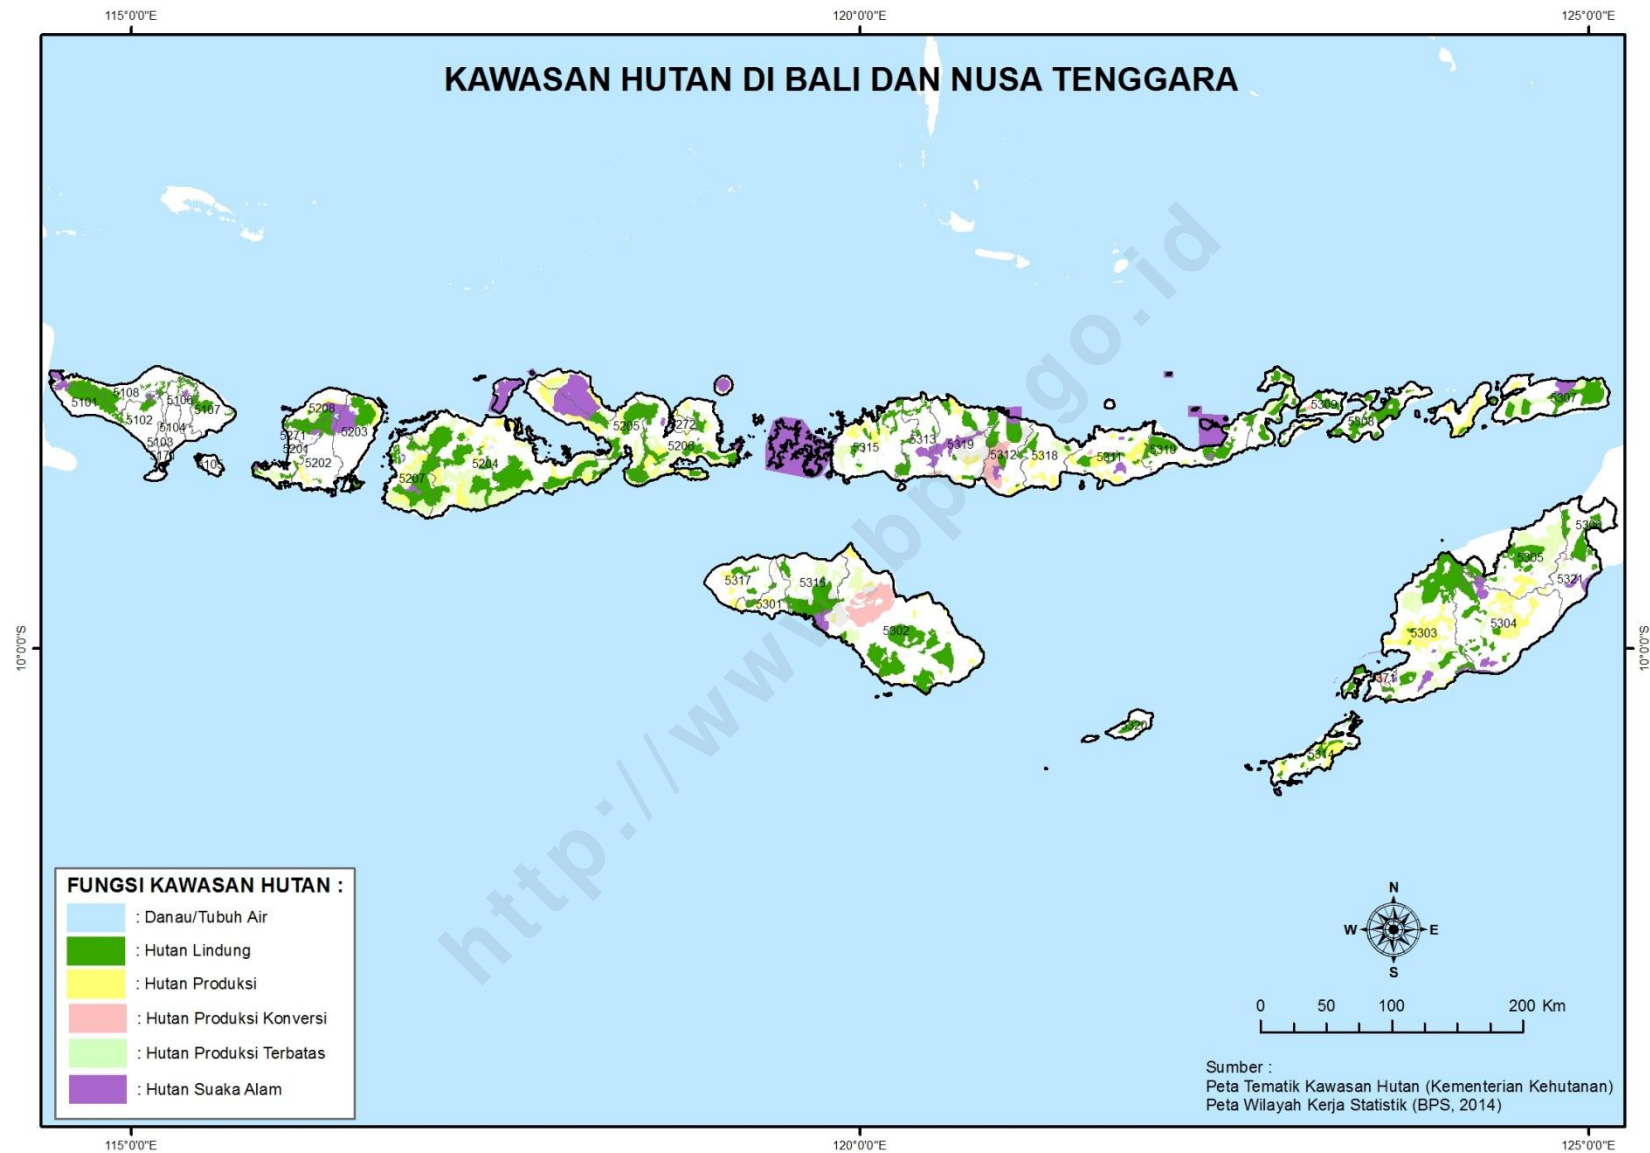 115°0'0"E
120°0'0"E
125°0'0"E
KAWASAN HUTAN DI BALI DAN NUSA TENGGARA
http://www.bps.go.id
5101
5108
5106
5107
5102
5104
5103
5171
5105
5208
5271
5203
5201
5202
5204
5207
5205
5272
5206
5315
5313
5319
5312
5318
5311
5310
5309
5308
5307
5317
5301
5316
5302
5306
5305
5321
5303
5304
5371
5320
5314
10°0'0"S
10°0'0"S
FUNGSI KAWASAN HUTAN :
: Danau/Tubuh Air
: Hutan Lindung
: Hutan Produksi
: Hutan Produksi Konversi
: Hutan Produksi Terbatas
: Hutan Suaka Alam
N
W
E
S
0 50 100 200 Km
Sumber :
Peta Tematik Kawasan Hutan (Kementerian Kehutanan)
Peta Wilayah Kerja Statistik (BPS, 2014)
115°0'0"E
120°0'0"E
125°0'0"E